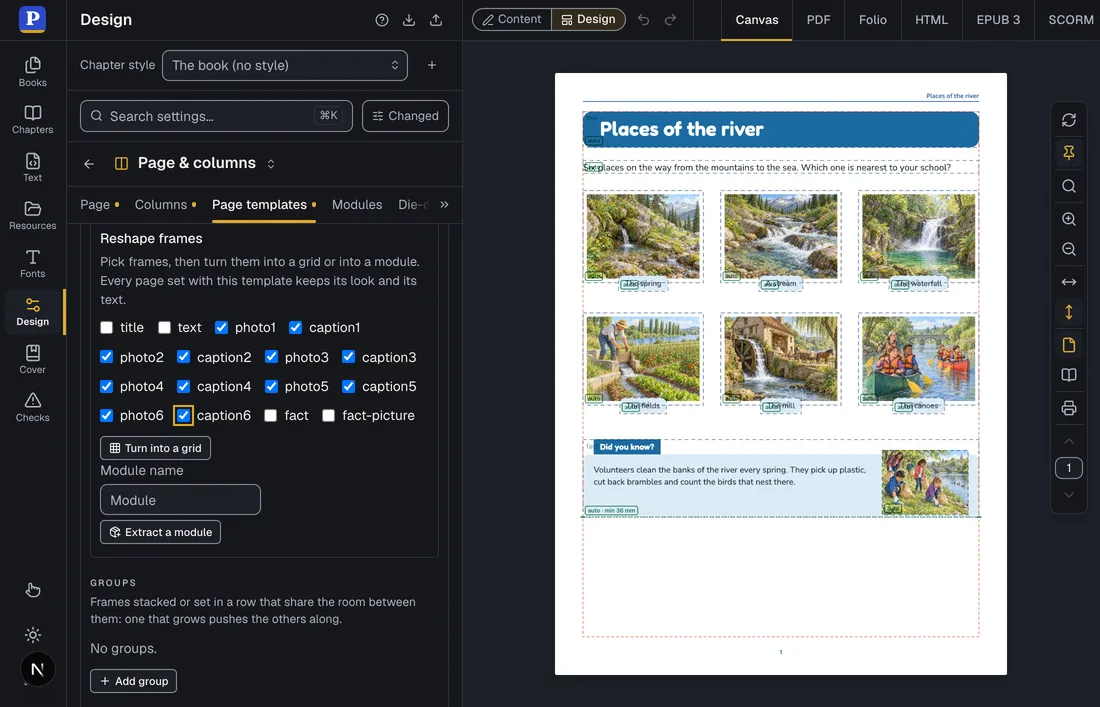 P
Design
Content
Design
Canvas
PDF
Folio
HTML
EPUB 3
SCORM
Books
Chapters
Text
Resources
Fonts
Design
Cover
Checks
N
Chapter style
The book (no style)
Search settings...
⌘K
Changed
Page & columns
Page
Columns
Page templates
Modules
Die-
Reshape frames
Pick frames, then turn them into a grid or into a module.
Every page set with this template keeps its look and its
text.
title
text
photo1
caption1
photo2
caption2
photo3
caption3
photo4
caption4
photo5
caption5
photo6
caption6
fact
fact-picture
Turn into a grid
Module name
Module
Extract a module
GROUPS
Frames stacked or set in a row that share the room between
them: one that grows pushes the others along.
No groups.
+ Add group
Places of the river
Places of the river
auto
Six places on the way from the mountains to the sea. Which one is nearest to your school?
auto
auto
auto
The spring
A stream
The waterfall
auto
auto
auto
The fields
The mill
The canoes
Did you know?
Volunteers clean the banks of the river every spring. They pick up plastic,
cut back brambles and count the birds that nest there.
auto · min 36 mm
auto
1
1